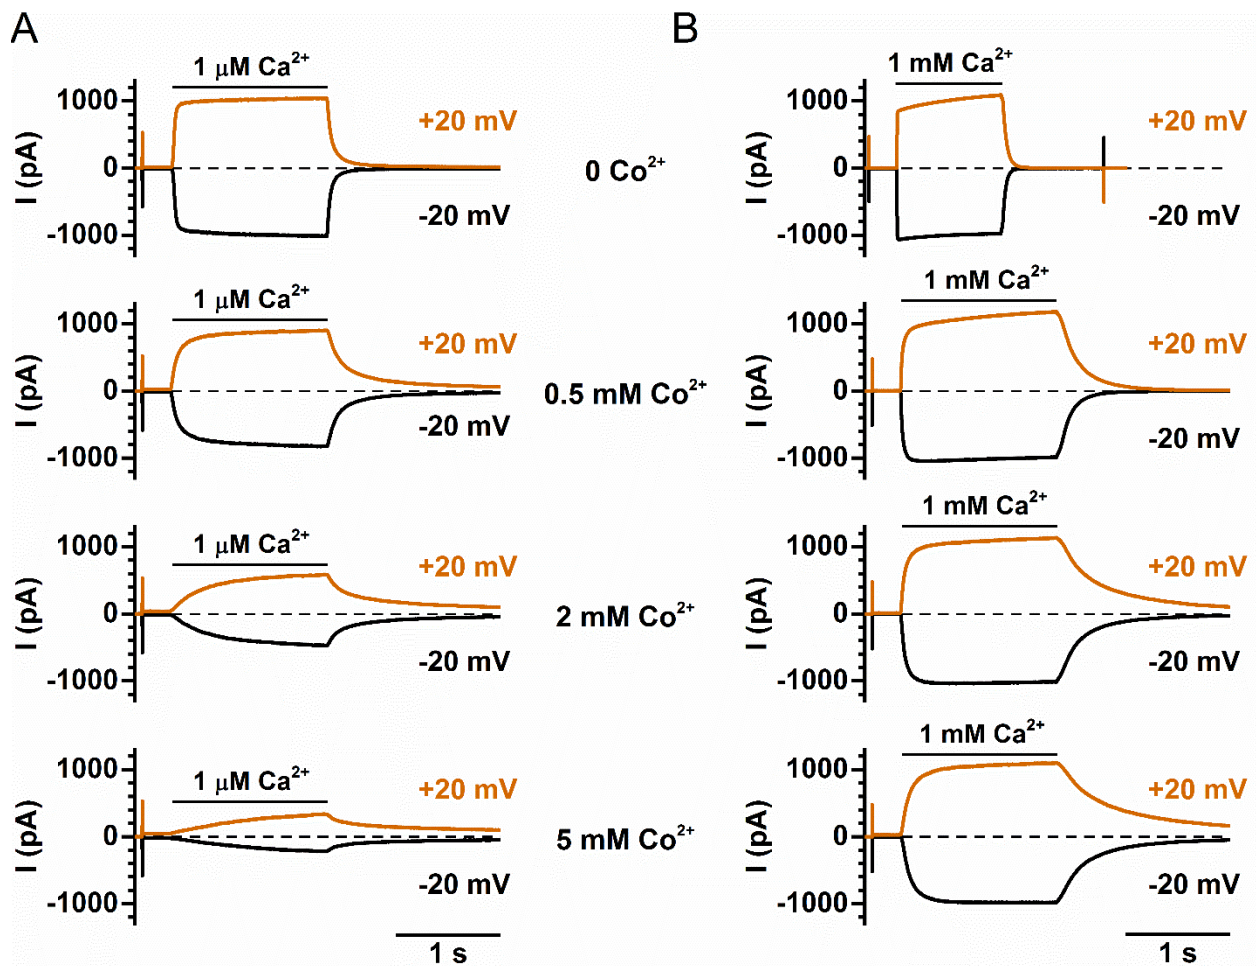 A
B
1 μM Ca²⁺
1 mM Ca²⁺
I (pA)
1000
0
-1000
+20 mV
-20 mV
0 Co²⁺
I (pA)
+20 mV
-20 mV
1000
0
-1000
1 μM Ca²⁺
1 mM Ca²⁺
I (pA)
1000
0
-1000
+20 mV
-20 mV
0.5 mM Co²⁺
I (pA)
1000
0
-1000
+20 mV
-20 mV
1 μM Ca²⁺
1 mM Ca²⁺
I (pA)
1000
0
-1000
+20 mV
-20 mV
2 mM Co²⁺
I (pA)
1000
0
-1000
+20 mV
-20 mV
1 μM Ca²⁺
1 mM Ca²⁺
I (pA)
1000
0
-1000
+20 mV
-20 mV
5 mM Co²⁺
I (pA)
1000
0
-1000
+20 mV
-20 mV
1 s
1 s